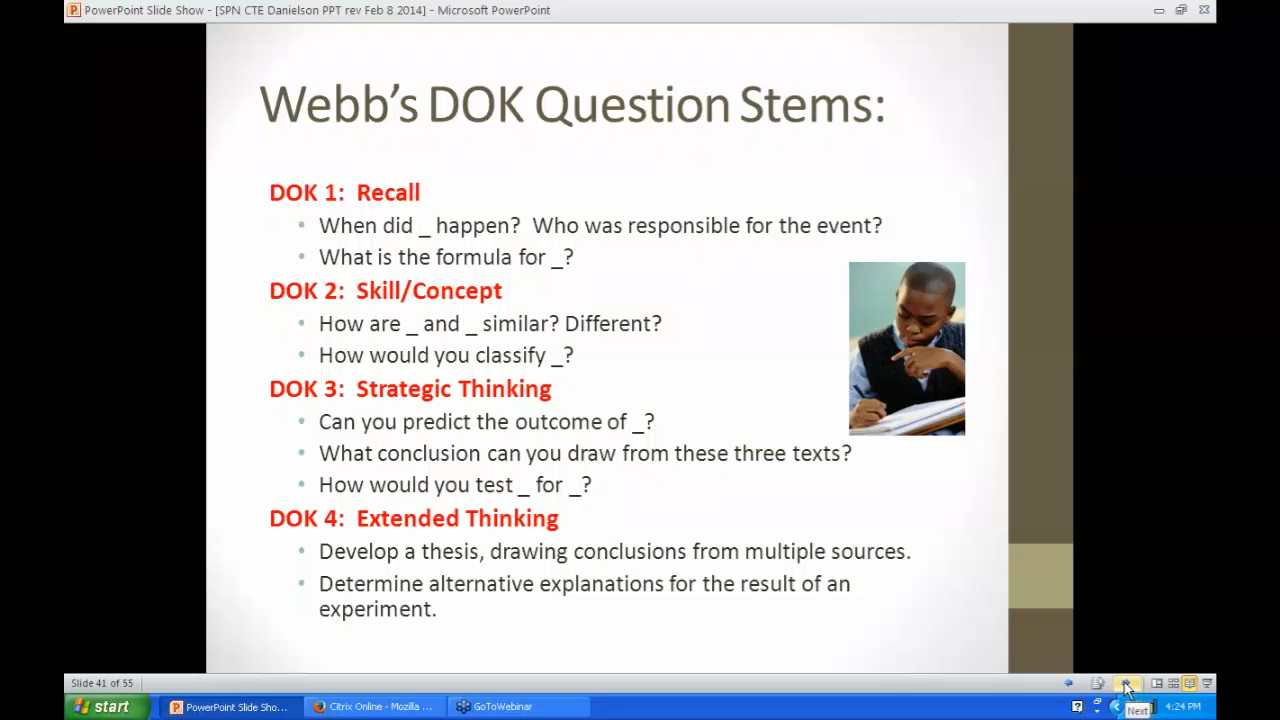 PowerPoint Slide Show - [SPN CTE Danielson PPT rev Feb 8 2014] - Microsoft PowerPoint
Webb's DOK Question Stems:
DOK 1: Recall
• When did _ happen? Who was responsible for the event?
• What is the formula for _?
DOK 2: Skill/Concept
• How are _ and _ similar? Different?
• How would you classify _?
DOK 3: Strategic Thinking
• Can you predict the outcome of _?
• What conclusion can you draw from these three texts?
• How would you test _ for _?
DOK 4: Extended Thinking
• Develop a thesis, drawing conclusions from multiple sources.
• Determine alternative explanations for the result of an
experiment.
Slide 41 of 55
start PowerPoint Slide Sho... Citrix Online - Mozilla ... GoToWebinar 4:24 PM
Next